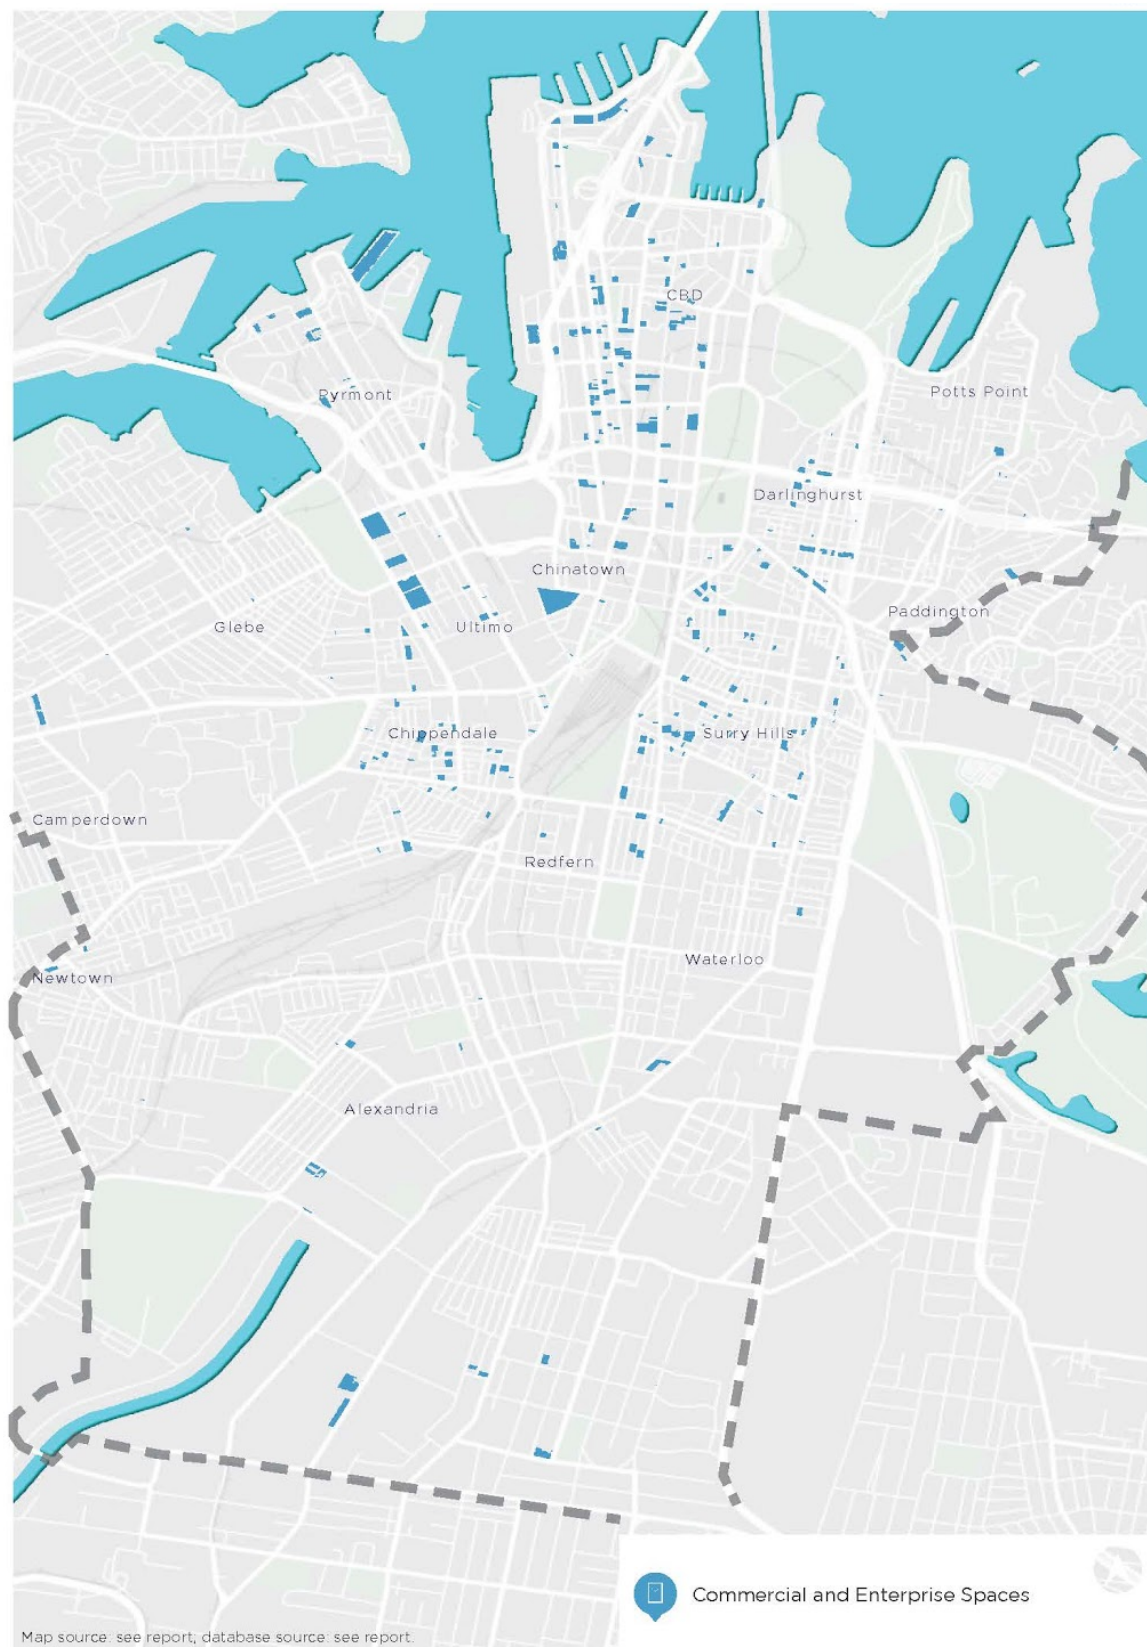 CBD
Pyrmont
Potts Point
Darlinghurst
Chinatown
Paddington
Glebe
Ultimo
Chippendale
Surry Hills
Camperdown
Redfern
Waterloo
Newtown
Alexandria
Commercial and Enterprise Spaces
Map source: see report; database source: see report.